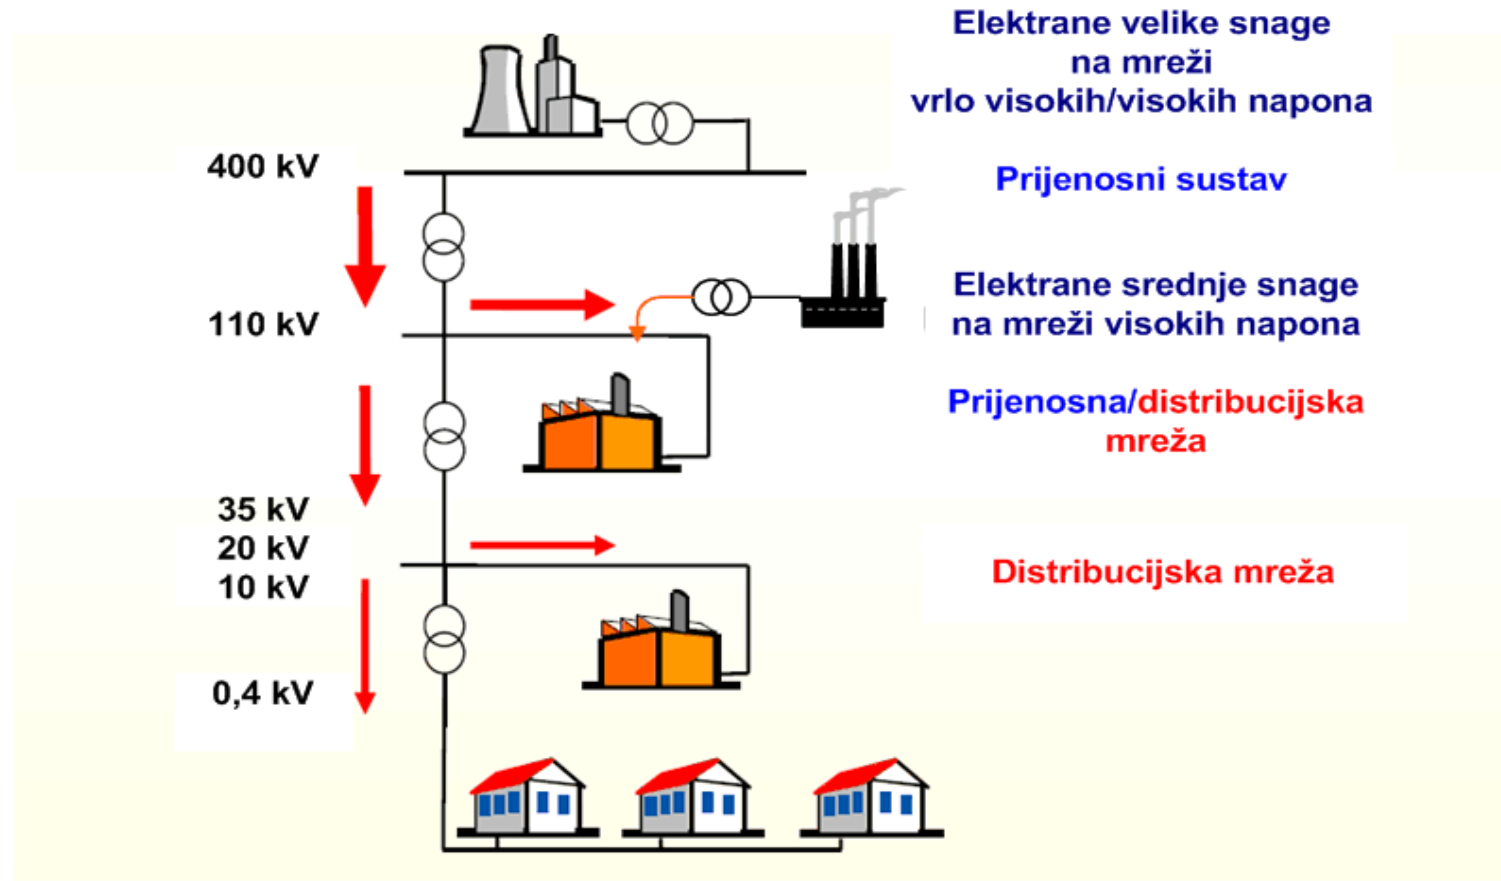 Elektrane velike snage
na mreži
vrlo visokih/visokih napona
400 kV
Prijenosni sustav
Elektrane srednje snage
na mreži visokih napona
110 kV
Prijenosna/distribucijska
mreža
35 kV
20 kV
10 kV
Distribucijska mreža
0,4 kV